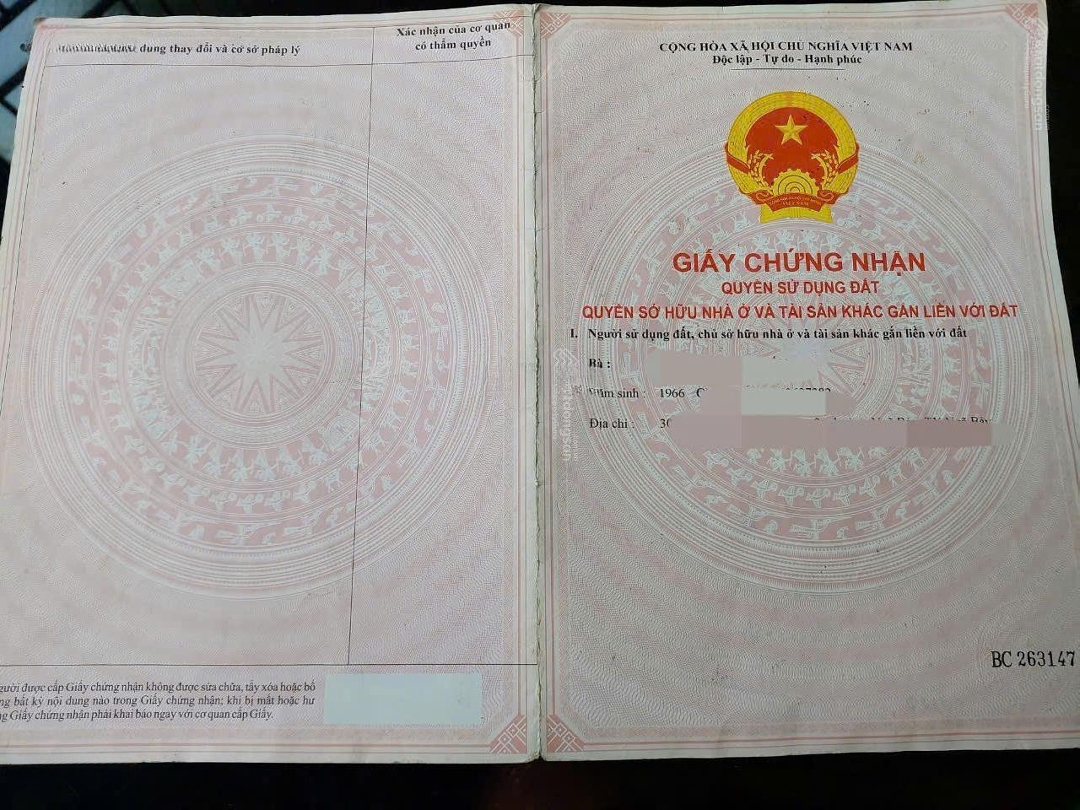 dung thay đổi và cơ sở pháp lý
Xác nhận của cơ quan
có thẩm quyền
gười được cấp Giấy chứng nhận không được sửa chữa, tẩy xóa hoặc bổ
ng bất kỳ nội dung nào trong Giấy chứng nhận; khi bị mất hoặc hư
ng Giấy chứng nhận phải khai báo ngay với cơ quan cấp Giấy.
CỘNG HÒA XÃ HỘI CHỦ NGHĨA VIỆT NAM
Độc lập - Tự do - Hạnh phúc
GIẤY CHỨNG NHẬN
QUYỀN SỬ DỤNG ĐẤT
QUYỀN SỞ HỮU NHÀ Ở VÀ TÀI SẢN KHÁC GẮN LIỀN VỚI ĐẤT
I. Người sử dụng đất, chủ sở hữu nhà ở và tài sản khác gắn liền với đất
Bà :
Năm sinh : 1966
Địa chỉ : 30
BC 263147